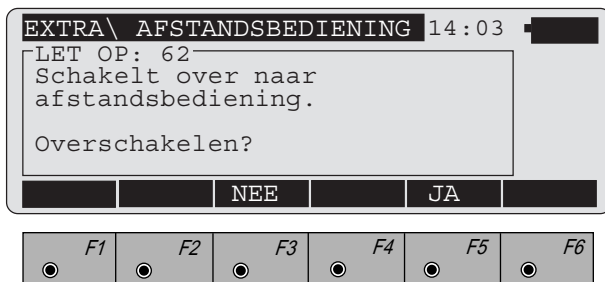 EXTRA\ AFSTANDSBEDIENING 14:03
LET OP: 62
Schakelt over naar
afstandsbediening.
Overschakelen?
NEE JA
F1 F2 F3 F4 F5 F6